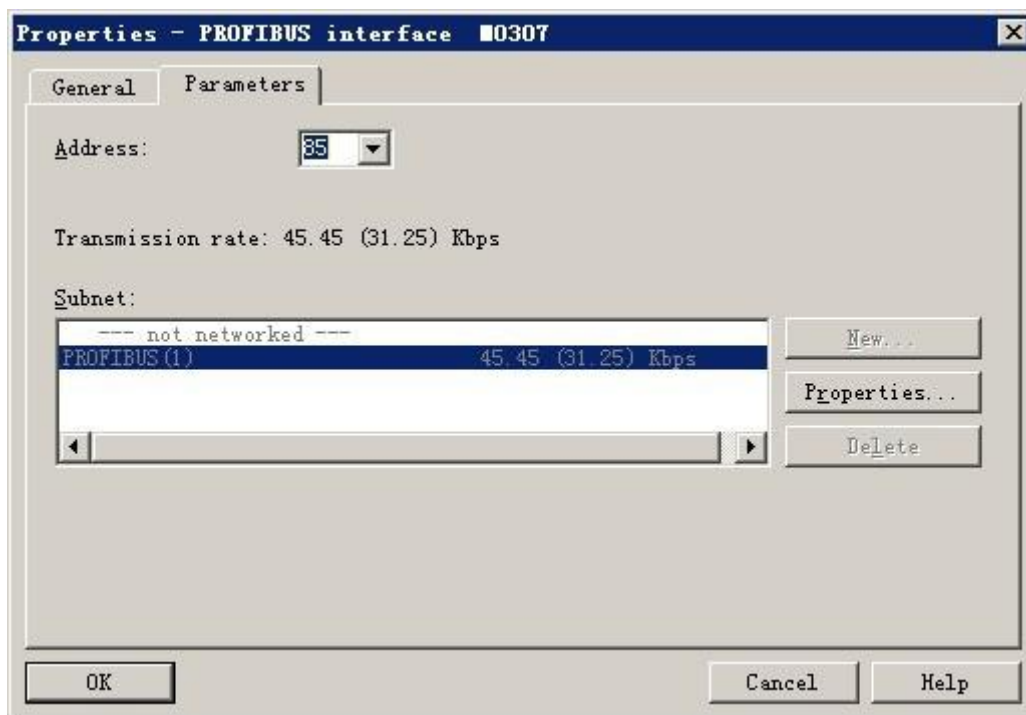 Properties - PROFIBUS interface ■0307
General Parameters
Address: 85
Transmission rate: 45.45 (31.25) Kbps
Subnet:
--- not networked ---
PROFIBUS(1) 45.45 (31.25) Kbps
New...
Properties...
Delete
OK Cancel Help